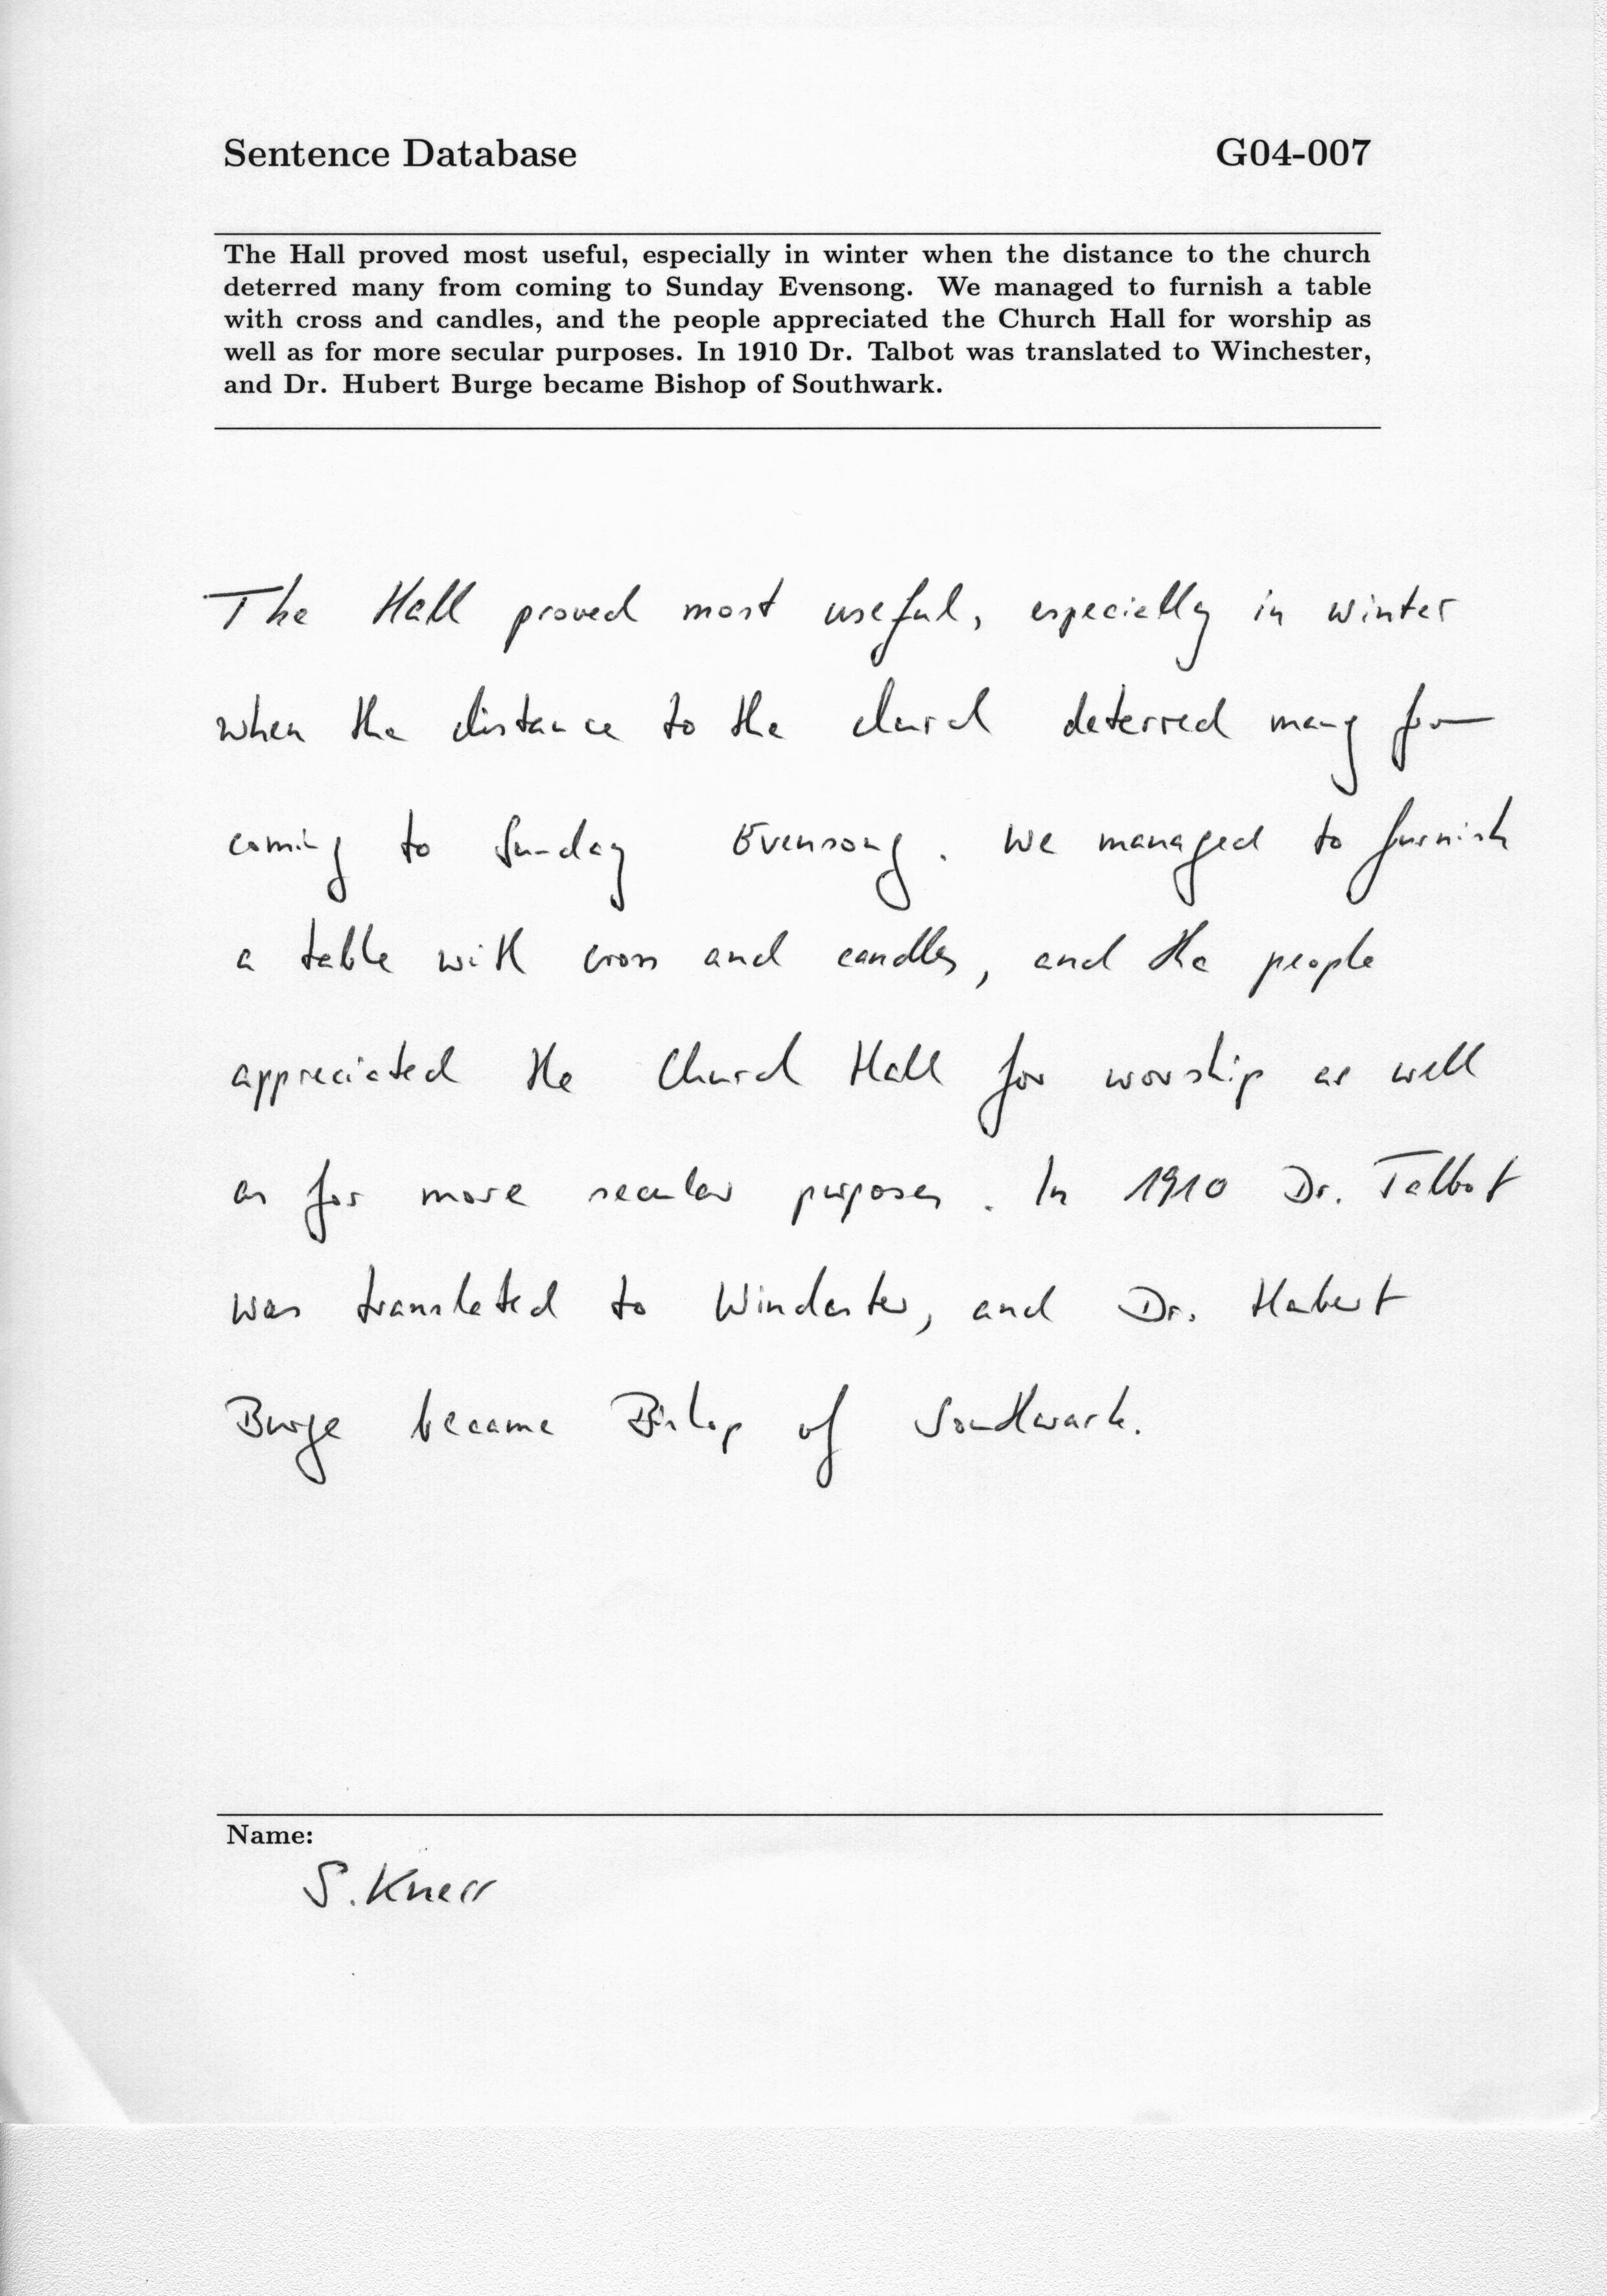 Sentence Database G04-007
The Hall proved most useful, especially in winter when the distance to the church
deterred many from coming to Sunday Evensong. We managed to furnish a table
with cross and candles, and the people appreciated the Church Hall for worship as
well as for more secular purposes. In 1910 Dr. Talbot was translated to Winchester,
and Dr. Hubert Burge became Bishop of Southwark.
The Hall proved most useful, especially in winter
when the distance to the church deterred many from
coming to Sunday Evensong. We managed to furnish
a table with cross and candles, and the people
appreciated the Church Hall for worship as well
as for more secular purposes. In 1910 Dr. Talbot
was translated to Winchester, and Dr. Hubert
Burge became Bishop of Southwark.
Name:
S. Knerr